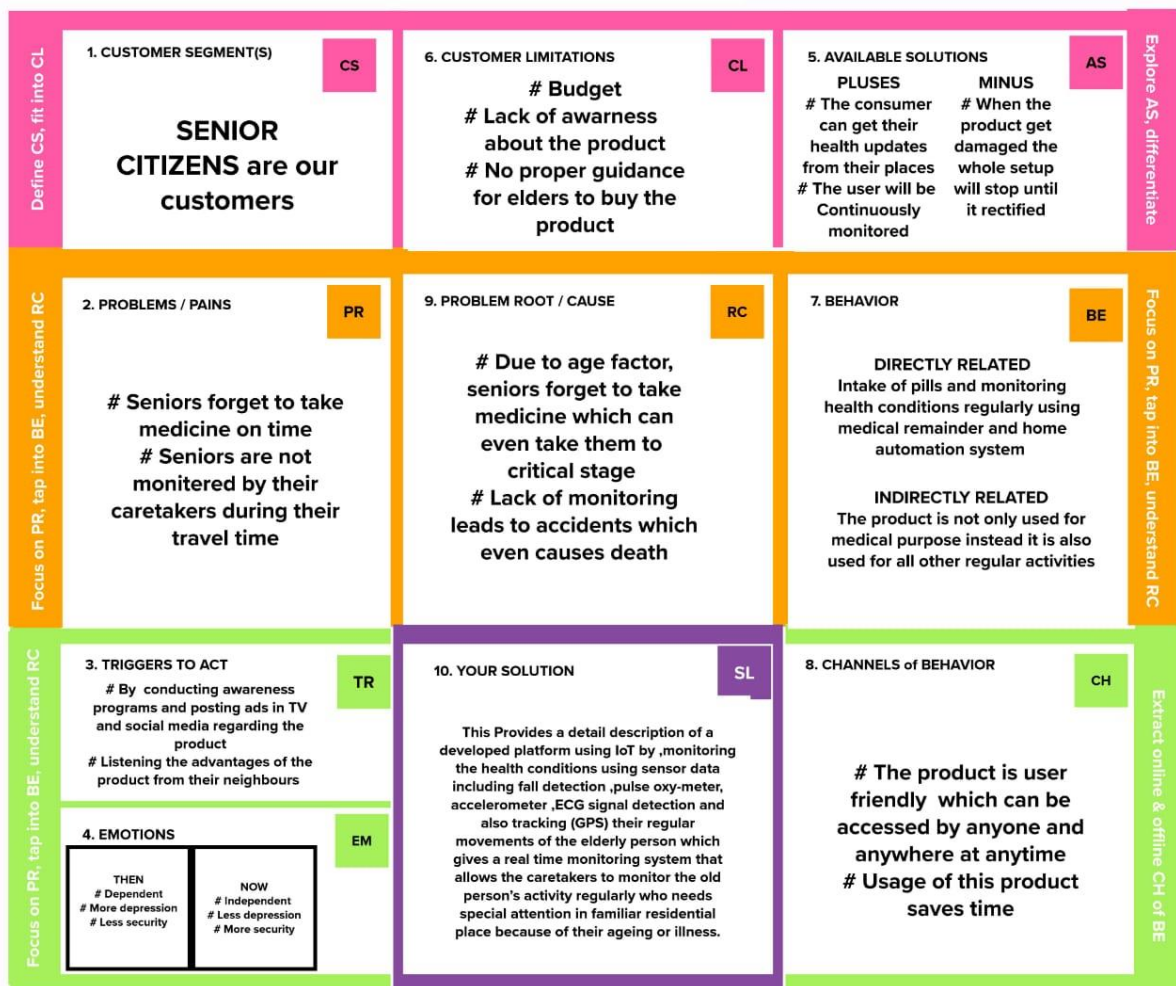 Define CS, fit into CL
1. CUSTOMER SEGMENT(S)
CS
SENIOR
CITIZENS are our
customers
6. CUSTOMER LIMITATIONS
CL
# Budget
# Lack of awarness
about the product
# No proper guidance
for elders to buy the
product
5. AVAILABLE SOLUTIONS
AS
PLUSES
# The consumer
can get their
health updates
from their places
# The user will be
Continuously
monitored
MINUS
# When the
product get
damaged the
whole setup
will stop until
it rectified
Explore AS, differentiate
Focus on PR, tap into BE, understand RC
2. PROBLEMS / PAINS
PR
# Seniors forget to take
medicine on time
# Seniors are not
monitered by their
caretakers during their
travel time
9. PROBLEM ROOT / CAUSE
RC
# Due to age factor,
seniors forget to take
medicine which can
even take them to
critical stage
# Lack of monitoring
leads to accidents which
even causes death
7. BEHAVIOR
BE
DIRECTLY RELATED
Intake of pills and monitoring
health conditions regularly using
medical remainder and home
automation system
INDIRECTLY RELATED
The product is not only used for
medical purpose instead it is also
used for all other regular activities
Focus on PR, tap into BE, understand RC
Focus on PR, tap into BE, understand RC
3. TRIGGERS TO ACT
TR
# By conducting awareness
programs and posting ads in TV
and social media regarding the
product
# Listening the advantages of the
product from their neighbours
4. EMOTIONS
EM
THEN
# Dependent
# More depression
# Less security
NOW
# Independent
# Less depression
# More security
10. YOUR SOLUTION
SL
This Provides a detail description of a
developed platform using IoT by ,monitoring
the health conditions using sensor data
including fall detection ,pulse oxy-meter,
accelerometer ,ECG signal detection and
also tracking (GPS) their regular
movements of the elderly person which
gives a real time monitoring system that
allows the caretakers to monitor the old
person's activity regularly who needs
special attention in familiar residential
place because of their ageing or illness.
8. CHANNELS of BEHAVIOR
CH
# The product is user
friendly which can be
accessed by anyone and
anywhere at anytime
# Usage of this product
saves time
Extract online & offline CH of BE